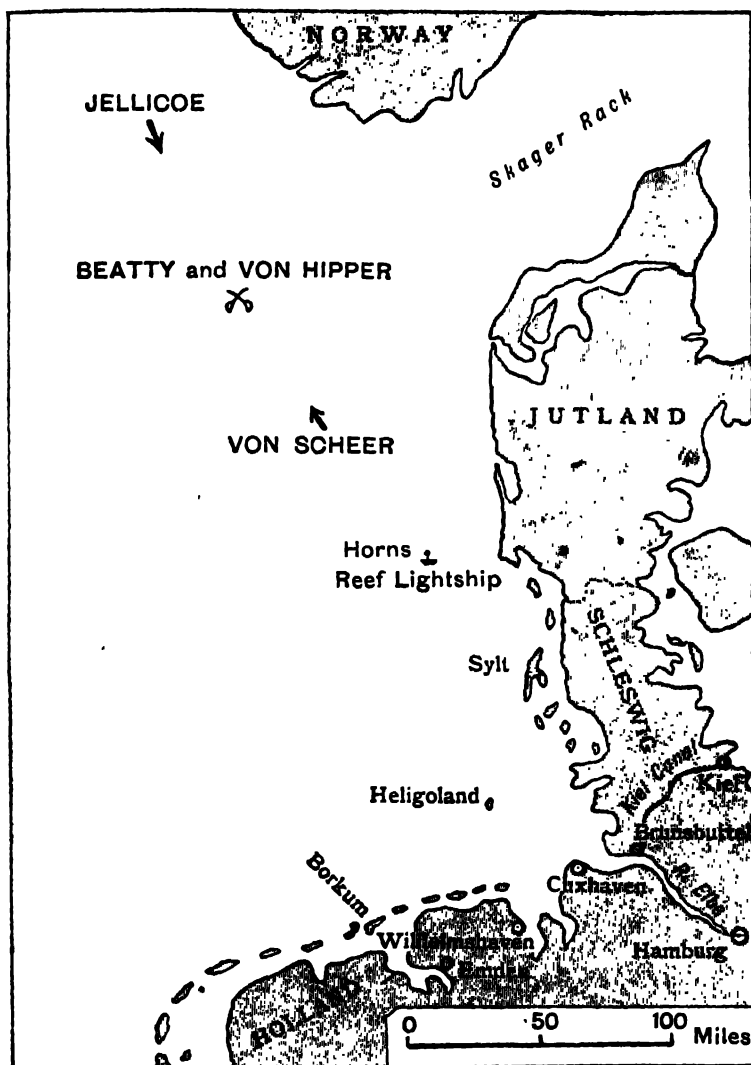 NORWAY
JELLICOE
Skager Rack
BEATTY and VON HIPPER
JUTLAND
VON SCHEER
Horns
Reef Lightship
SCHLESWIG
Sylt
Kiel Canal
Kiel
Heligoland
Brunsbuttel
Borkum
Cuxhaven
R. Elbe
Wilhelmshaven
Hamburg
Emden
HOLLAND
0 50 100 Miles